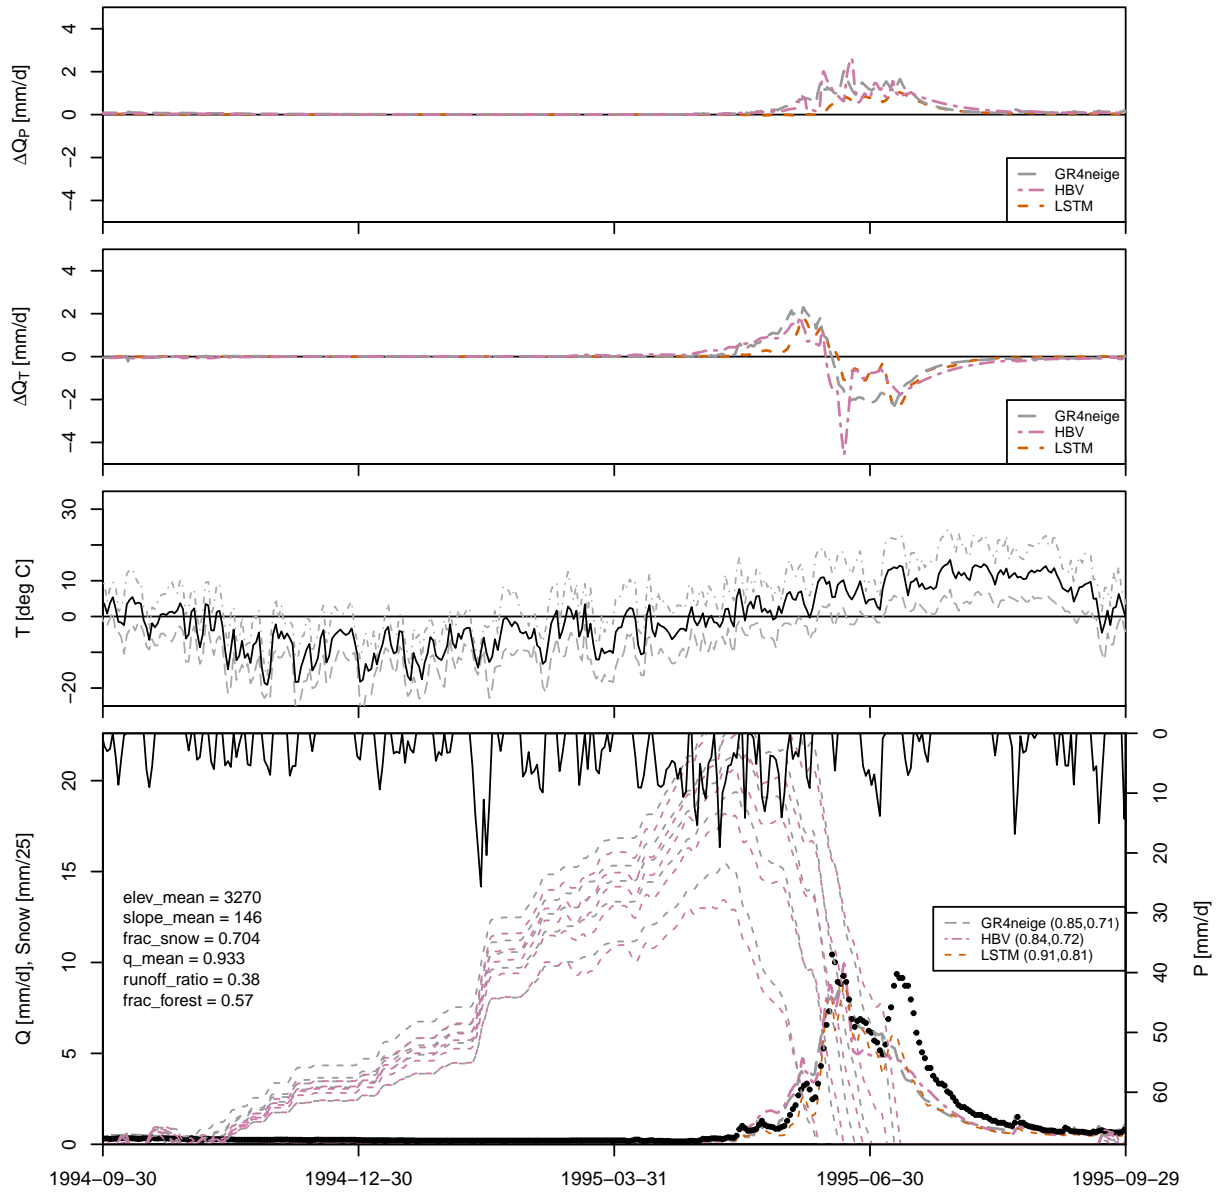 4
2
0
−2
−4
ΔQP [mm/d]
GR4neige
HBV
LSTM
4
2
0
−2
−4
ΔQT [mm/d]
GR4neige
HBV
LSTM
30
10
0
−20
T [deg C]
20
15
10
5
0
Q [mm/d], Snow [mm/25]
0
10
20
30
40
50
60
P [mm/d]
elev_mean = 3270
slope_mean = 146
frac_snow = 0.704
q_mean = 0.933
runoff_ratio = 0.38
frac_forest = 0.57
GR4neige (0.85,0.71)
HBV (0.84,0.72)
LSTM (0.91,0.81)
1994−09−30
1994−12−30
1995−03−31
1995−06−30
1995−09−29